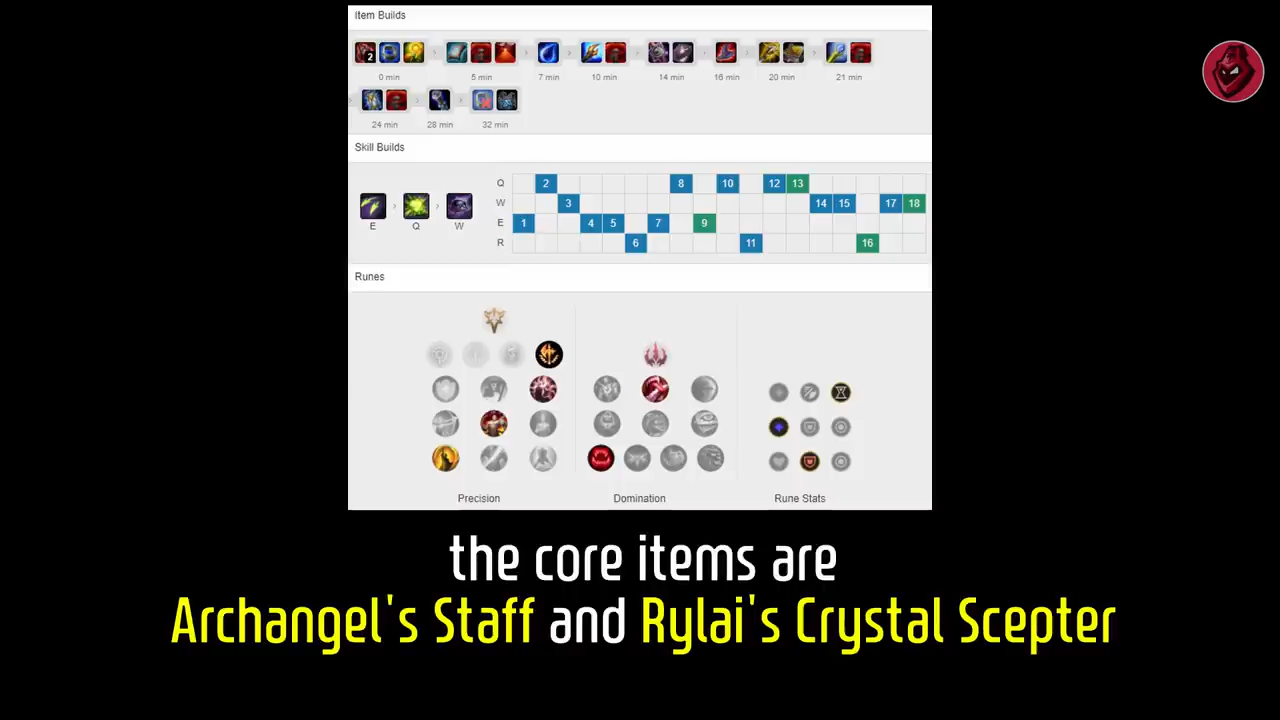 Item Builds
2
0 min 5 min 7 min 10 min 14 min 16 min 20 min 21 min
24 min 28 min 32 min
Skill Builds
Q 2 8 10 12 13
W 3 14 15 17 18
E 1 4 5 7 9
R 6 11 16
E Q W
Runes
Precision Domination Rune Stats
the core items are
Archangel's Staff and Rylai's Crystal Scepter